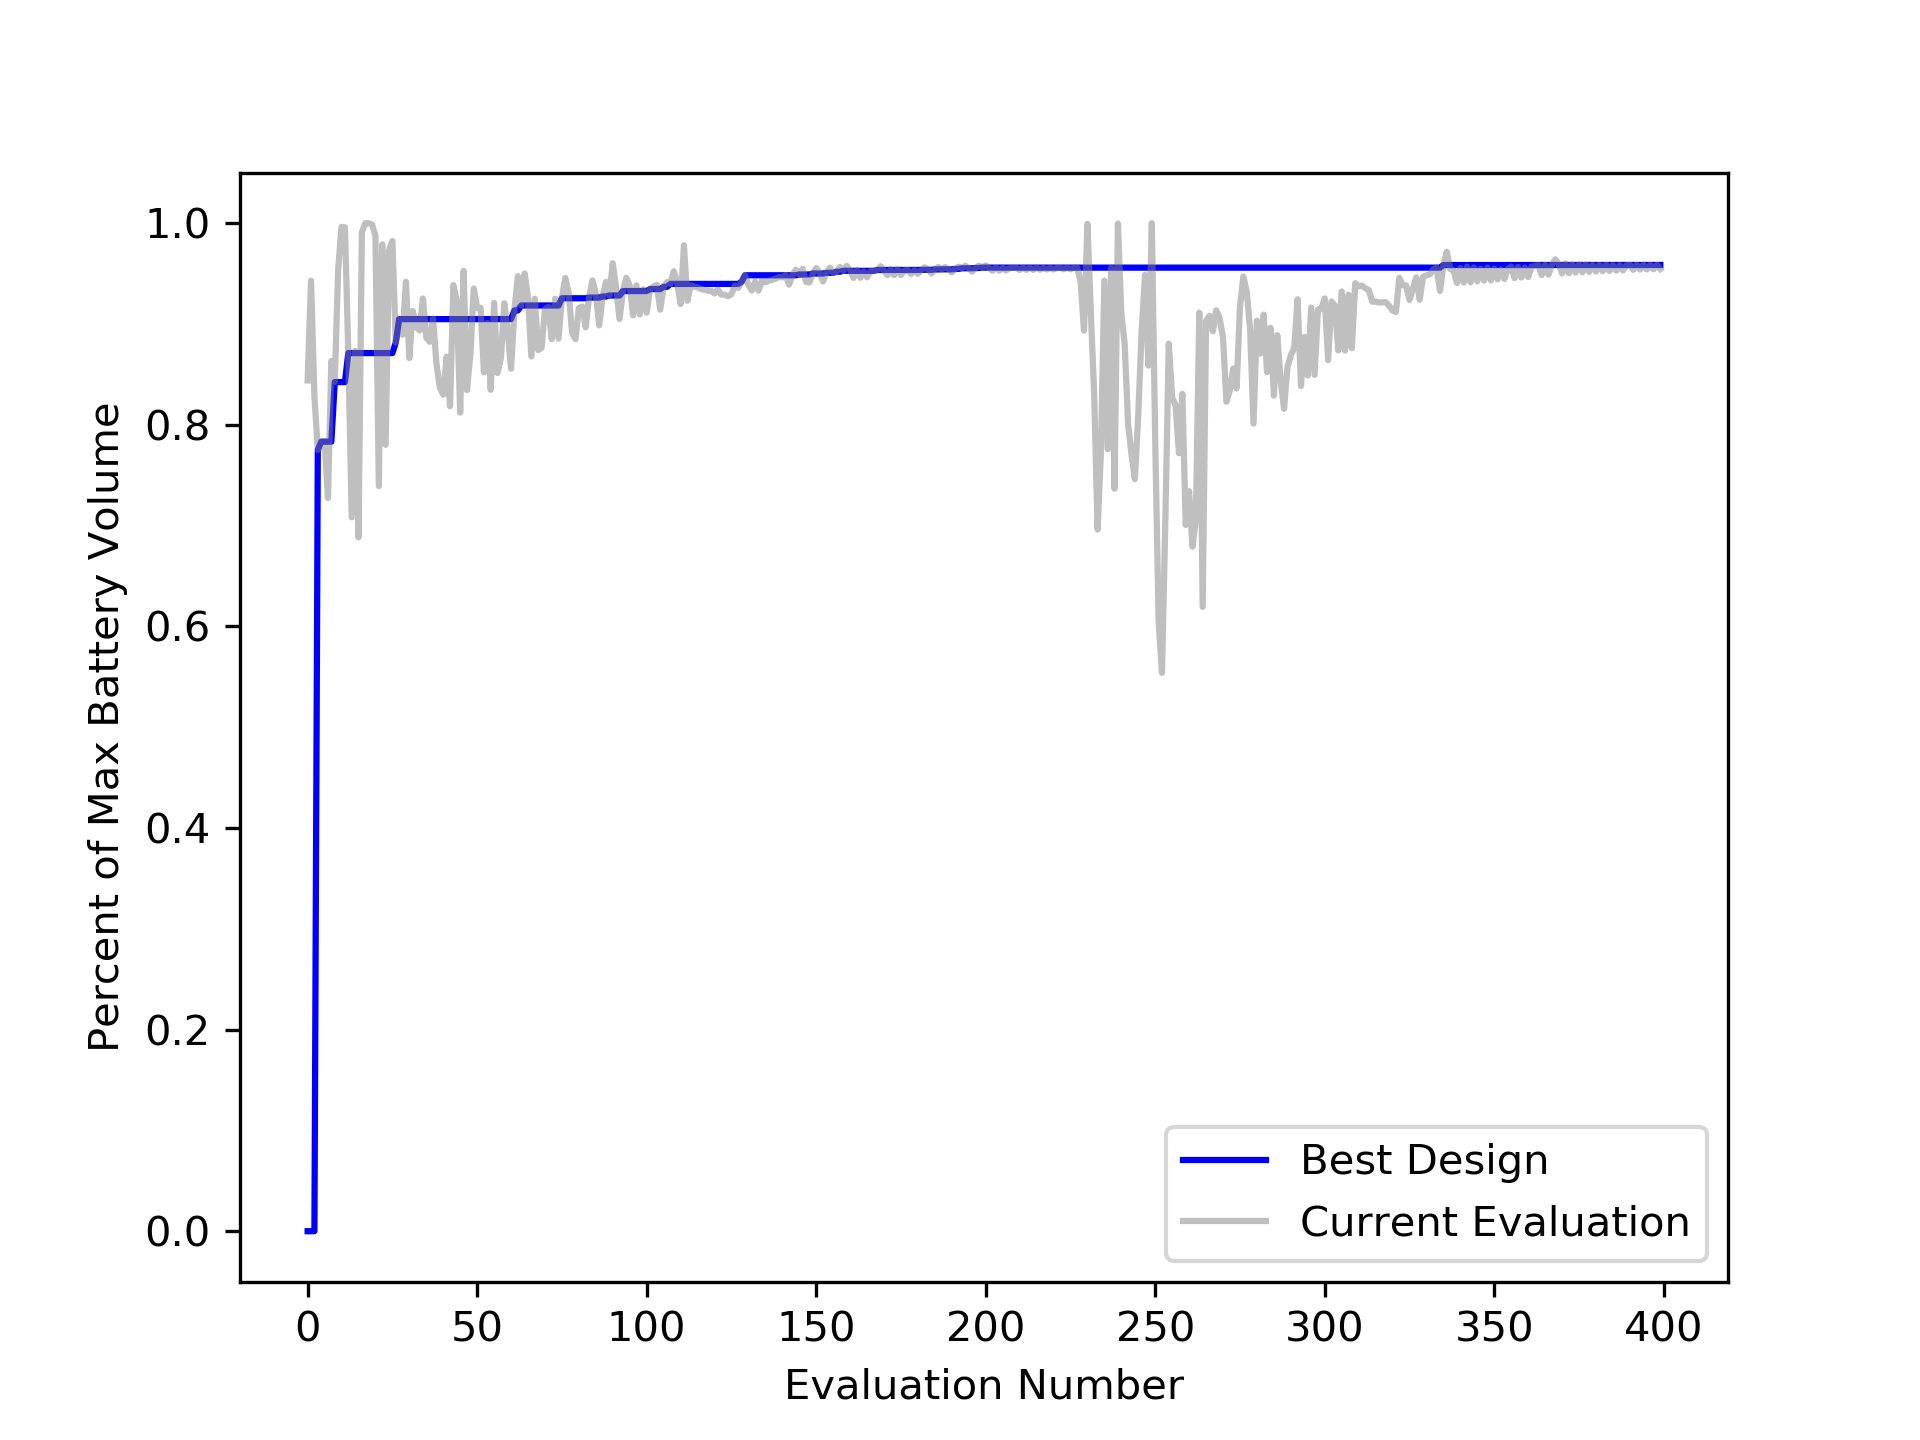 1.0
0.8
0.6
0.4
0.2
0.0
Percent of Max Battery Volume
Best Design
Current Evaluation
0 50 100 150 200 250 300 350 400
Evaluation Number